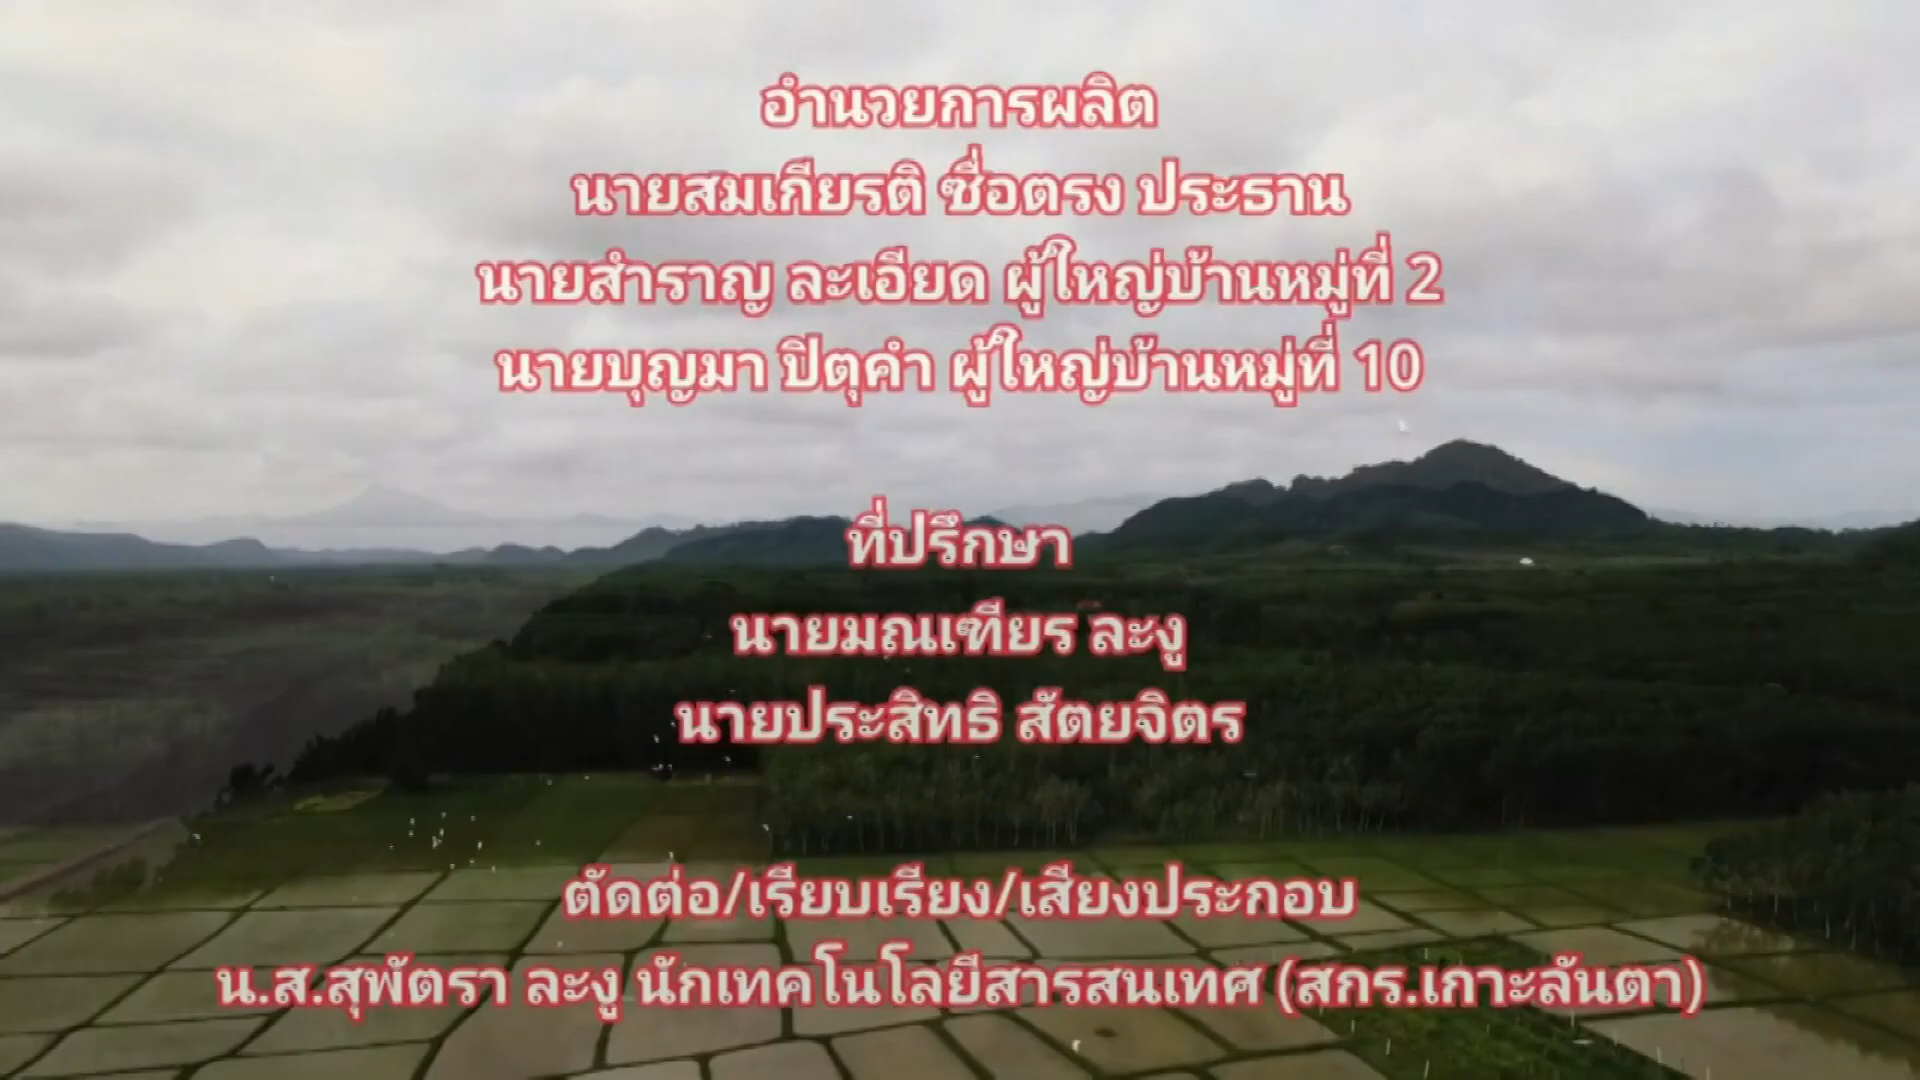 อำนวยการผลิต
นายสมเกียรติ ซื่อตรง ประธาน
นายสำราญ ละเอียด ผู้ใหญ่บ้านหมู่ที่ 2
นายบุญมา ปิตุคำ ผู้ใหญ่บ้านหมู่ที่ 10
ที่ปรึกษา
นายมณเฑียร ละงู
นายประสิทธิ สัตยจิตร
ตัดต่อ/เรียบเรียง/เสียงประกอบ
น.ส.สุพัตรา ละงู นักเทคโนโลยีสารสนเทศ (สกร.เกาะลันตา)